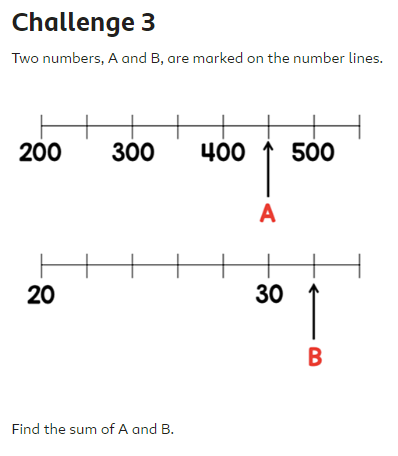 Challenge 3
Two numbers, A and B, are marked on the number lines.
200 300 400 500
A
20 30
B
Find the sum of A and B.